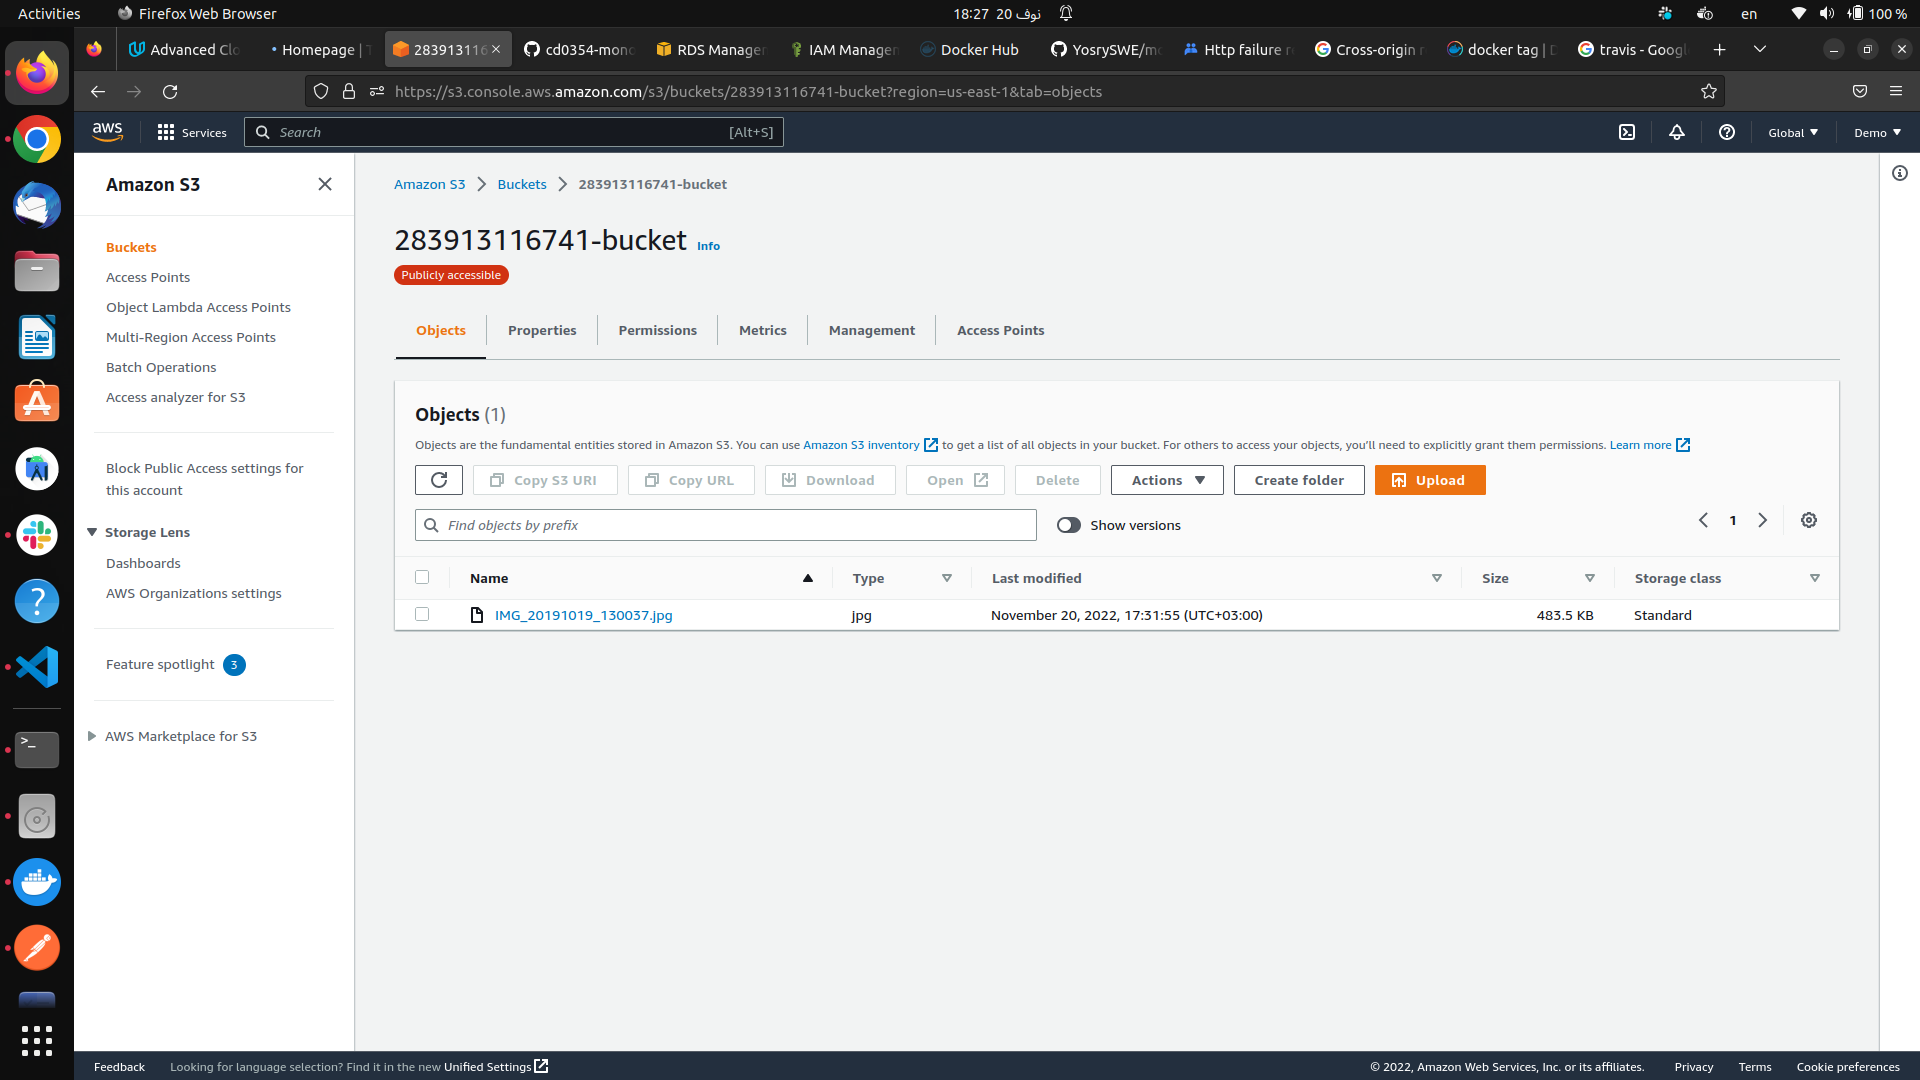 Activities
Firefox Web Browser
18:27 20 نوف
en
100 %
Advanced Clo
Homepage | T
283913116
cd0354-mono
RDS Manager
IAM Managem
Docker Hub
YosrySWE/mo
Http failure re
Cross-origin r
docker tag | D
travis - Google
https://s3.console.aws.amazon.com/s3/buckets/283913116741-bucket?region=us-east-1&tab=objects
aws
Services
Search
[Alt+S]
Global
Demo
Amazon S3
Buckets
Access Points
Object Lambda Access Points
Multi-Region Access Points
Batch Operations
Access analyzer for S3
Block Public Access settings for
this account
Storage Lens
Dashboards
AWS Organizations settings
Feature spotlight 3
AWS Marketplace for S3
Amazon S3
Buckets
283913116741-bucket
283913116741-bucket Info
Publicly accessible
Objects
Properties
Permissions
Metrics
Management
Access Points
Objects (1)
Objects are the fundamental entities stored in Amazon S3. You can use Amazon S3 inventory to get a list of all objects in your bucket. For others to access your objects, you'll need to explicitly grant them permissions. Learn more
Copy S3 URI
Copy URL
Download
Open
Delete
Actions
Create folder
Upload
Find objects by prefix
Show versions
1
Name
Type
Last modified
Size
Storage class
IMG_20191019_130037.jpg
jpg
November 20, 2022, 17:31:55 (UTC+03:00)
483.5 KB
Standard
Feedback
Looking for language selection? Find it in the new Unified Settings
© 2022, Amazon Web Services, Inc. or its affiliates.
Privacy
Terms
Cookie preferences